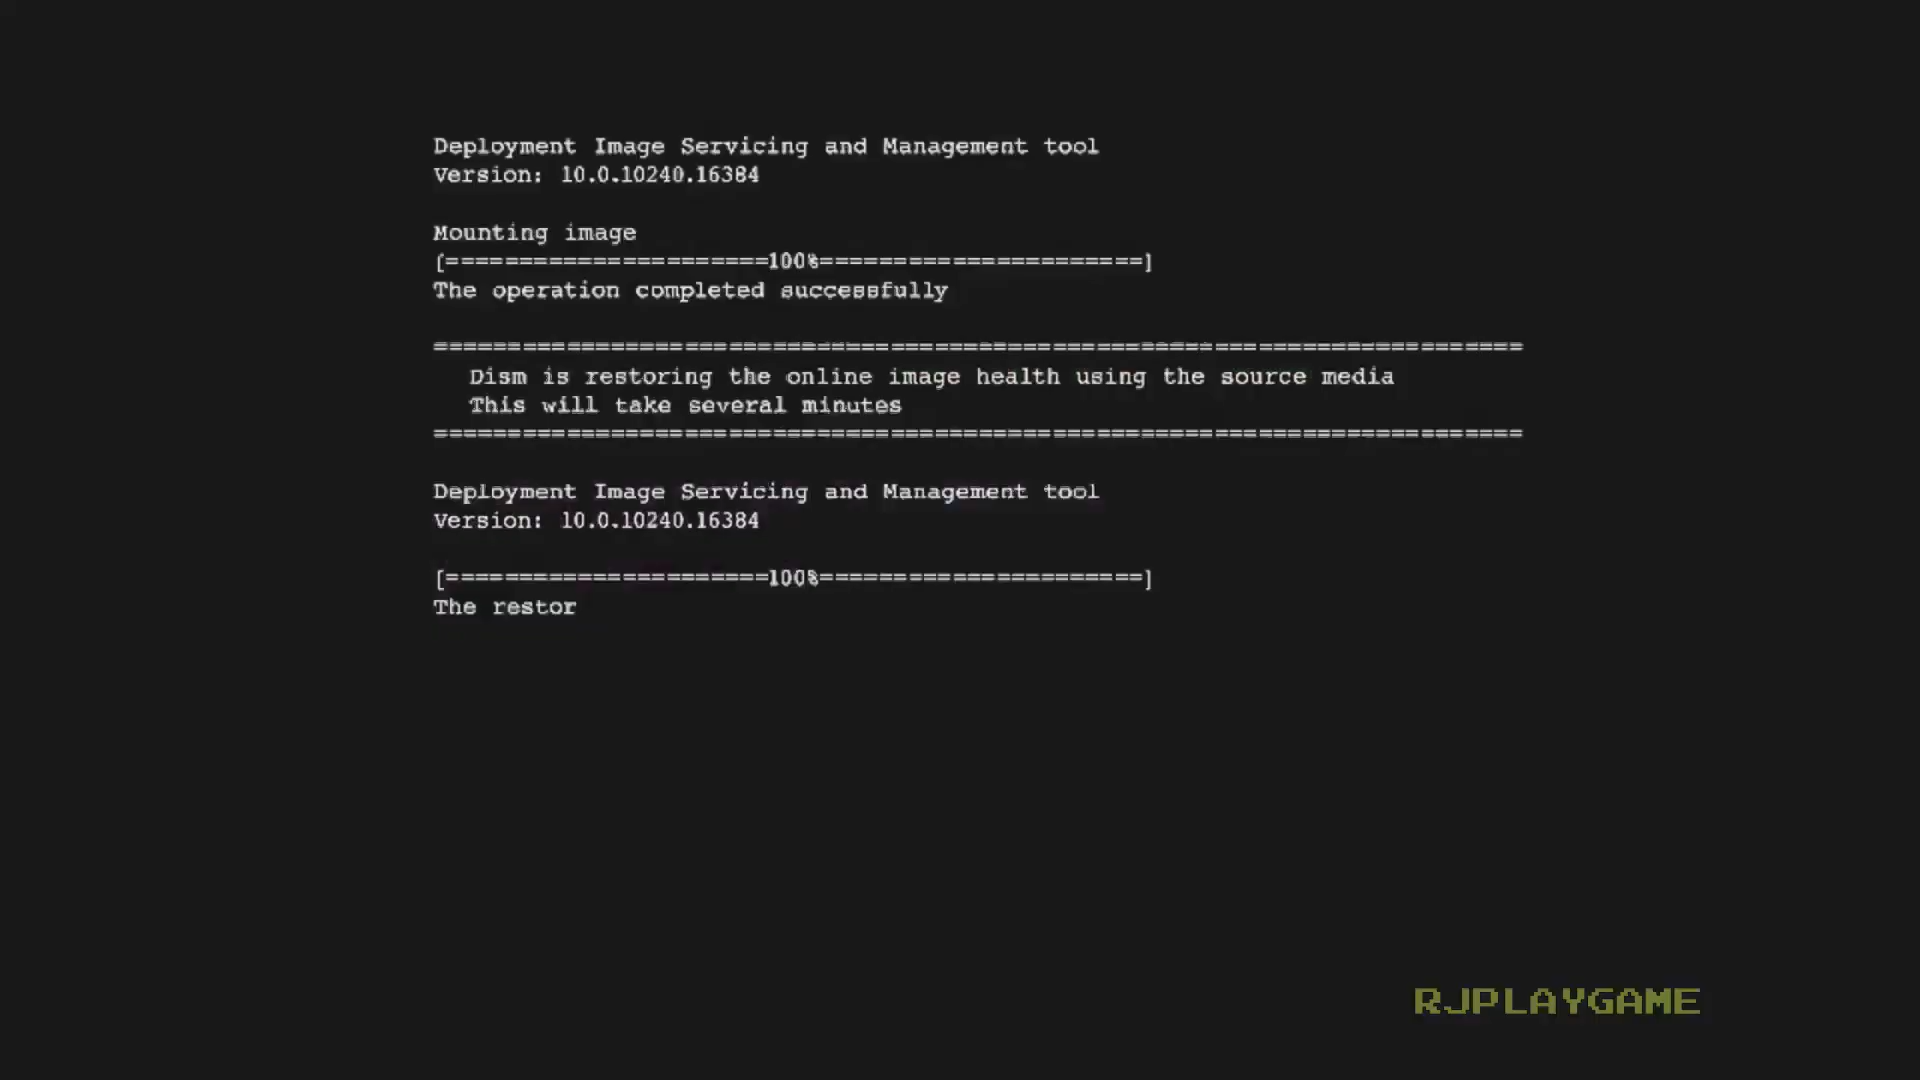 Deployment Image Servicing and Management tool
Version: 10.0.10240.16384
Mounting image
[======================100%======================]
The operation completed successfully
===========================================================================
Dism is restoring the online image health using the source media
This will take several minutes
===========================================================================
Deployment Image Servicing and Management tool
Version: 10.0.10240.16384
[======================100%======================]
The restor
RJPLAYGAME